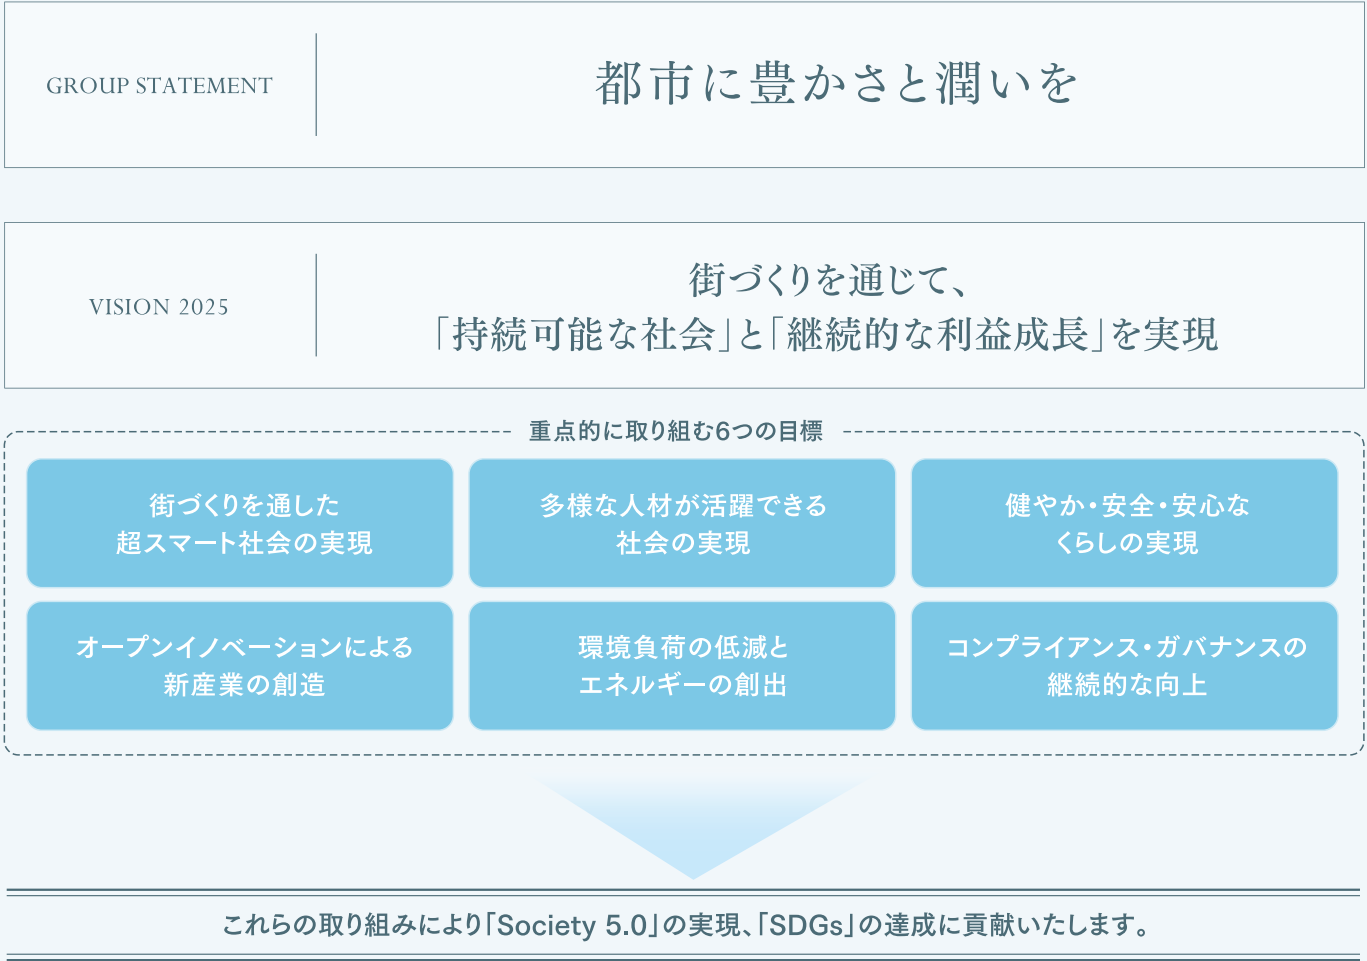 GROUP STATEMENT
都市に豊かさと潤いを
VISION 2025
街づくりを通じて、
「持続可能な社会」と「継続的な利益成長」を実現
重点的に取り組む6つの目標
街づくりを通した
超スマート社会の実現
多様な人材が活躍できる
社会の実現
健やか・安全・安心な
くらしの実現
オープンイノベーションによる
新産業の創造
環境負荷の低減と
エネルギーの創出
コンプライアンス・ガバナンスの
継続的な向上
これらの取り組みにより「Society 5.0」の実現、「SDGs」の達成に貢献いたします。